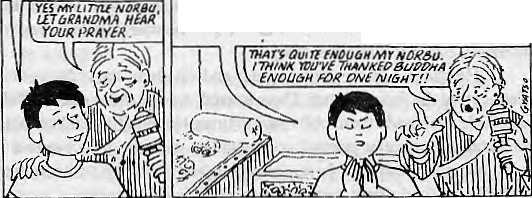 YES MY LITTLE NORBU,
LET GRANDMA HEAR
YOUR PRAYER.
THAT'S QUITE ENOUGH MY NORBU.
I THINK YOU'VE THANKED BUDDHA
ENOUGH FOR ONE NIGHT!!